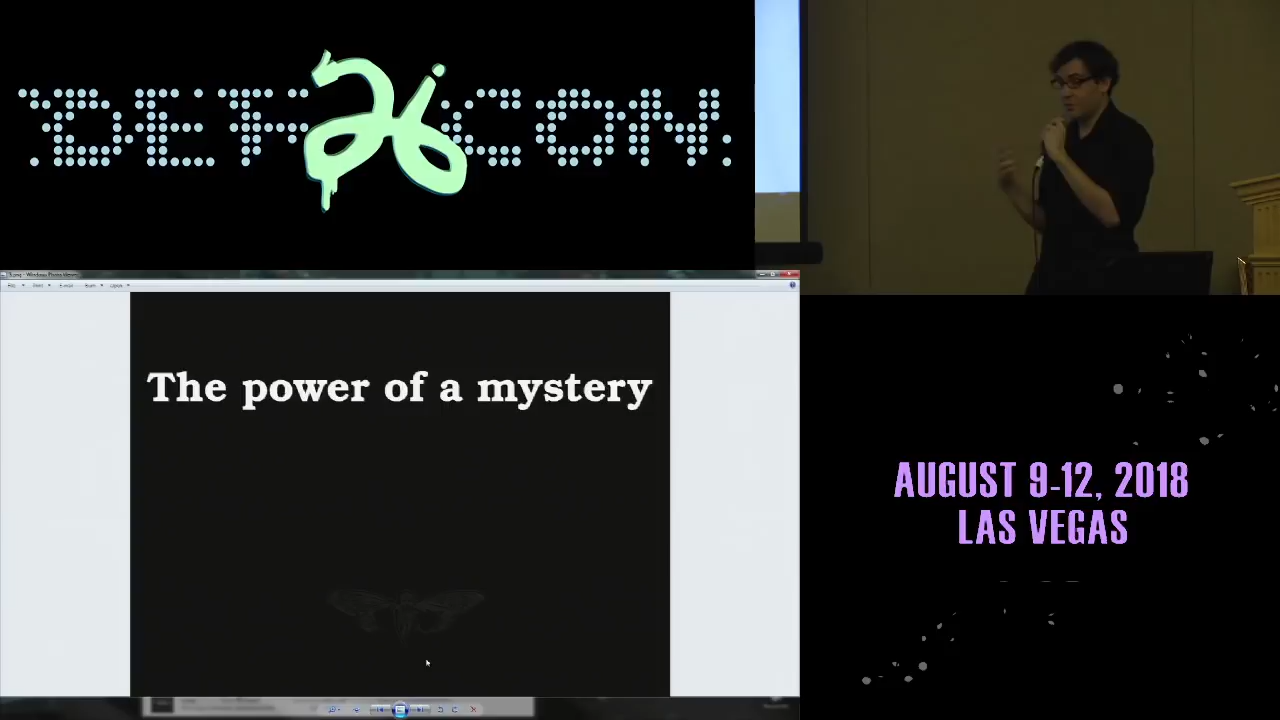 DEF 26 CON
The power of a mystery
AUGUST 9-12, 2018
LAS VEGAS